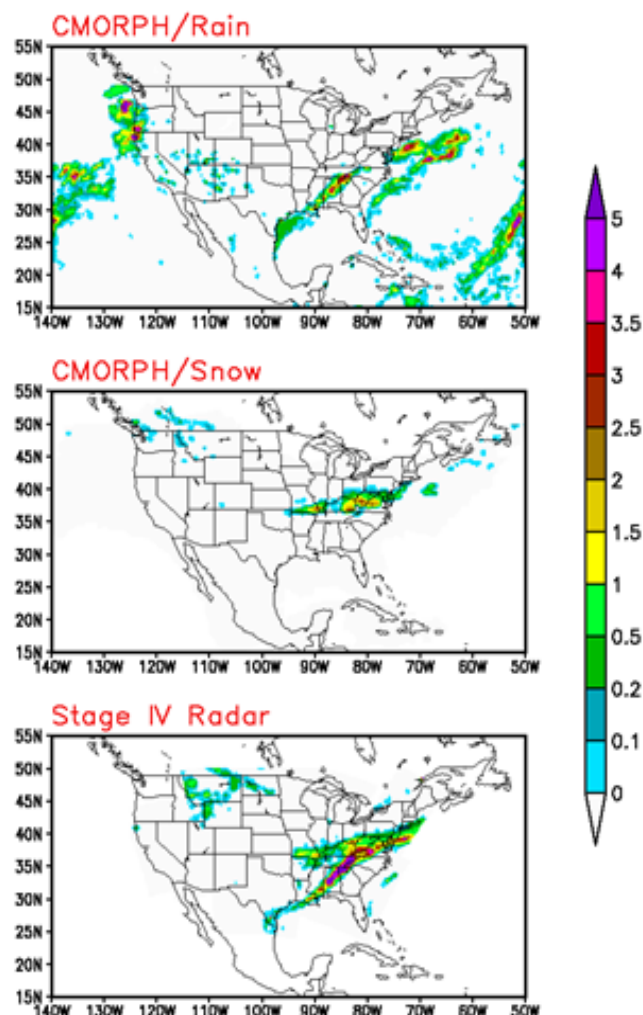 CMORPH/Rain
55N
50N
45N
40N
35N
30N
25N
20N
15N
140W 130W 120W 110W 100W 90W 80W 70W 60W 50W
CMORPH/Snow
55N
50N
45N
40N
35N
30N
25N
20N
15N
140W 130W 120W 110W 100W 90W 80W 70W 60W 50W
Stage IV Radar
55N
50N
45N
40N
35N
30N
25N
20N
15N
140W 130W 120W 110W 100W 90W 80W 70W 60W 50W
5
4
3.5
3
2.5
2
1.5
1
0.5
0.2
0.1
0